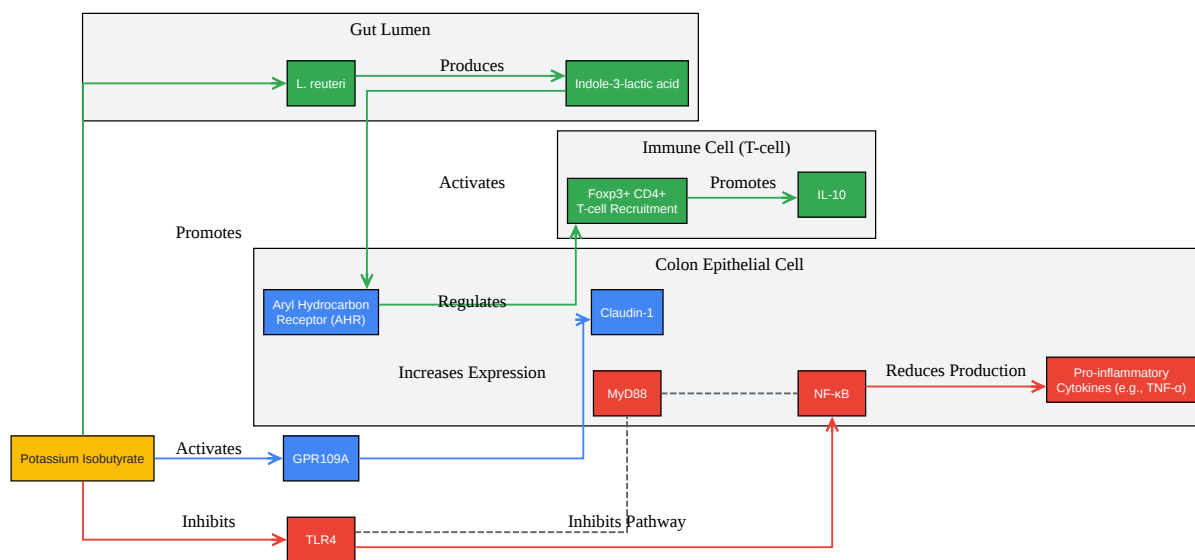 Gut Lumen
L. reuteri
Produces
Indole-3-lactic acid
Immune Cell (T-cell)
Activates
Foxp3+ CD4+
T-cell Recruitment
Promotes
IL-10
Promotes
Colon Epithelial Cell
Aryl Hydrocarbon
Receptor (AHR)
Regulates
Claudin-1
Increases Expression
MyD88
NF-κB
Reduces Production
Pro-inflammatory
Cytokines (e.g., TNF-α)
Potassium Isobutyrate
Activates
GPR109A
Inhibits
TLR4
Inhibits Pathway